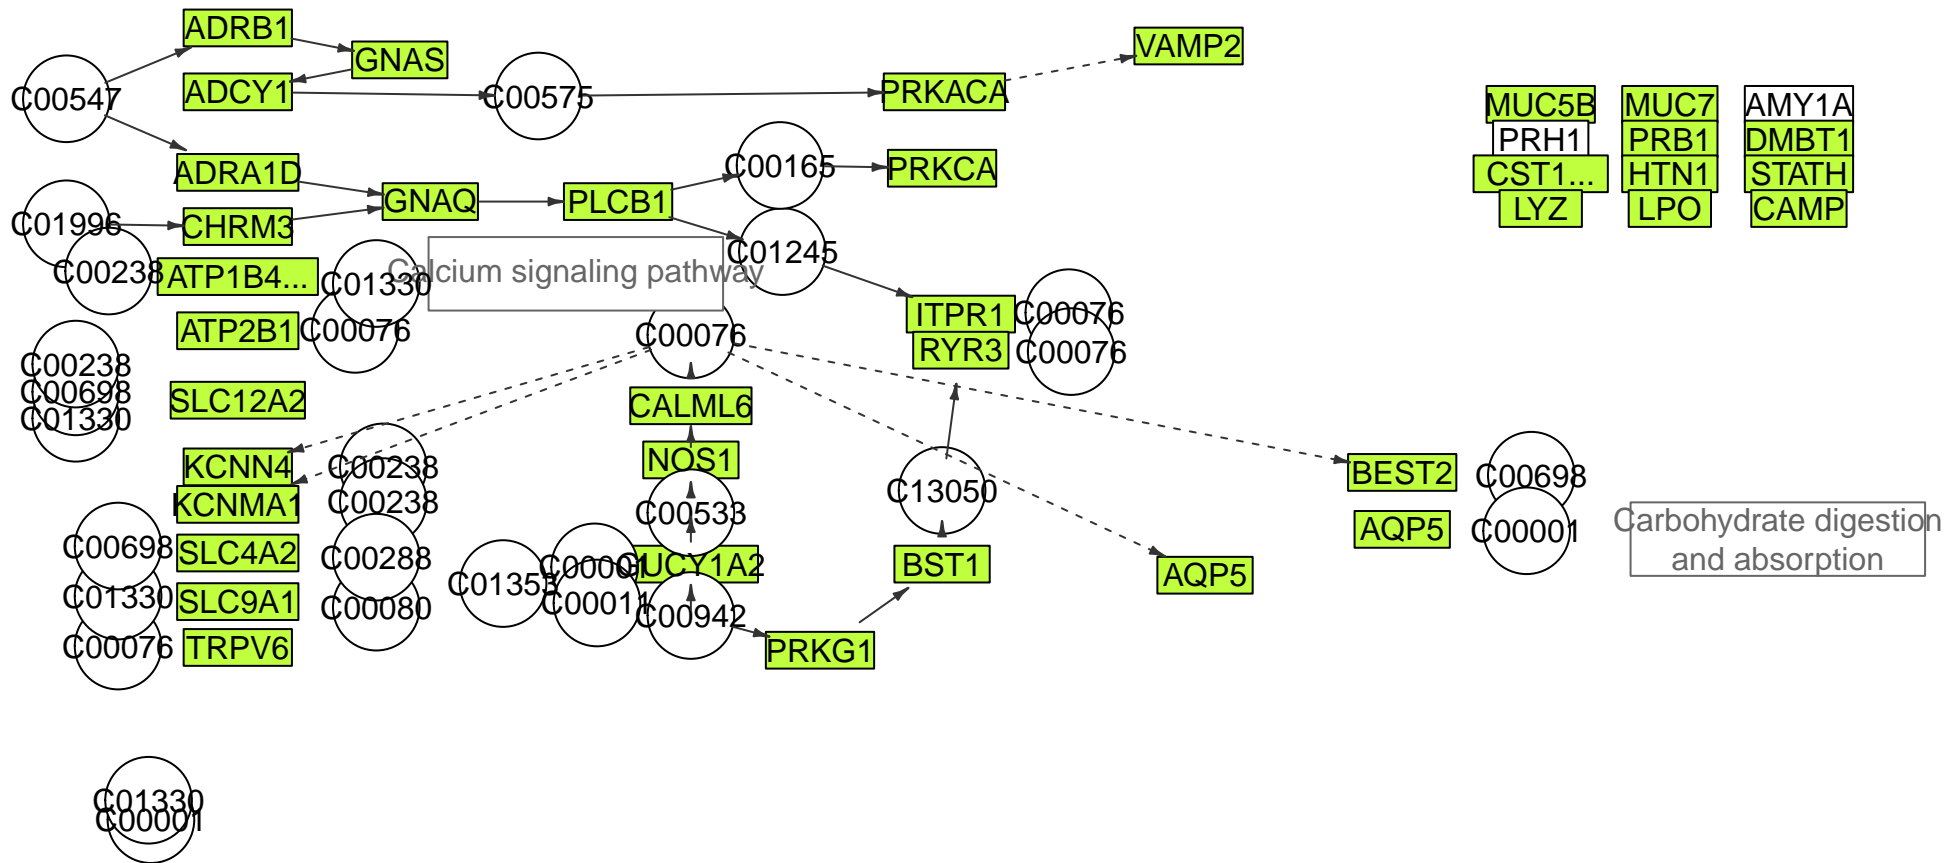 ADRB1
GNAS
VAMP2
C00547
ADCY1
C00575
PRKACA
MUC5B
MUC7
AMY1A
PRH1
PRB1
DMBT1
ADRA1D
C00165
PRKCA
CST1...
HTN1
STATH
GNAQ
PLCB1
LYZ
LPO
CAMP
C01996
CHRM3
C01245
C00238
ATP1B4...
C01330
Calcium signaling pathway
ATP2B1
C00076
C00076
ITPR1
C00076
RYR3
C00076
C00238
C00698
C01330
SLC12A2
CALML6
KCNN4
C00238
NOS1
BEST2
C00698
KCNMA1
C00238
C00533
C13050
AQP5
C00001
Carbohydrate digestion
and absorption
C00698
SLC4A2
C00288
C01353
C00001
GUCY1A2
BST1
AQP5
C01330
SLC9A1
C00080
C00011
C00942
C00076
TRPV6
PRKG1
C01330
C00001